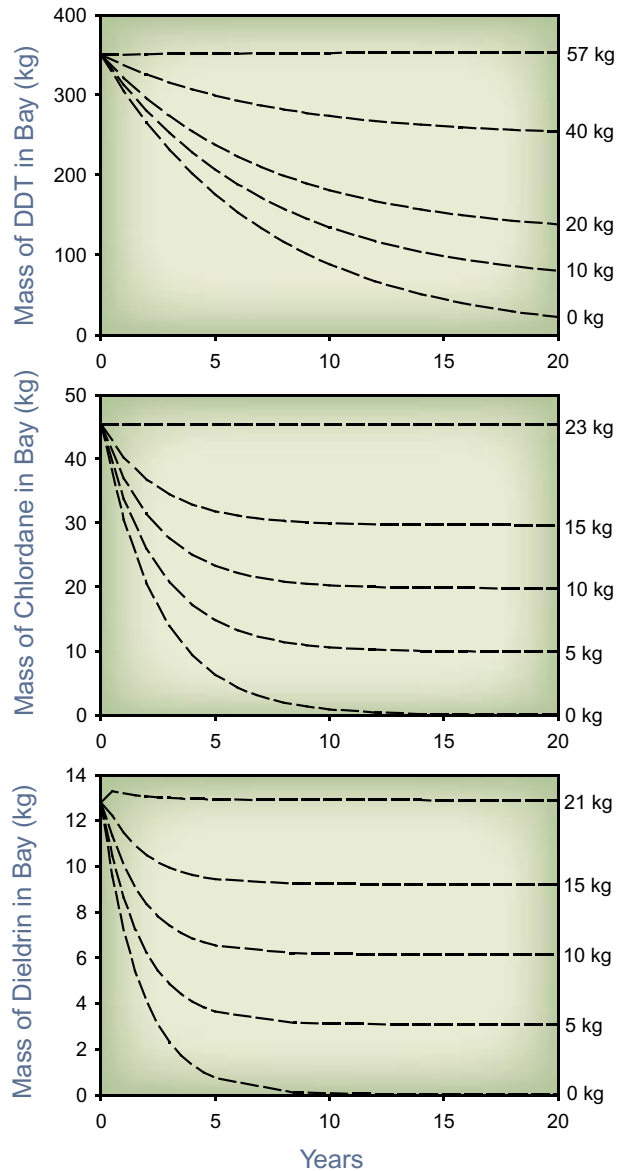 Mass of DDT in Bay (kg)
400
300
200
100
0
57 kg
40 kg
20 kg
10 kg
0 kg
0 5 10 15 20
Mass of Chlordane in Bay (kg)
50
40
30
20
10
0
23 kg
15 kg
10 kg
5 kg
0 kg
0 5 10 15 20
Mass of Dieldrin in Bay (kg)
14
12
10
8
6
4
2
0
21 kg
15 kg
10 kg
5 kg
0 kg
0 5 10 15 20
Years